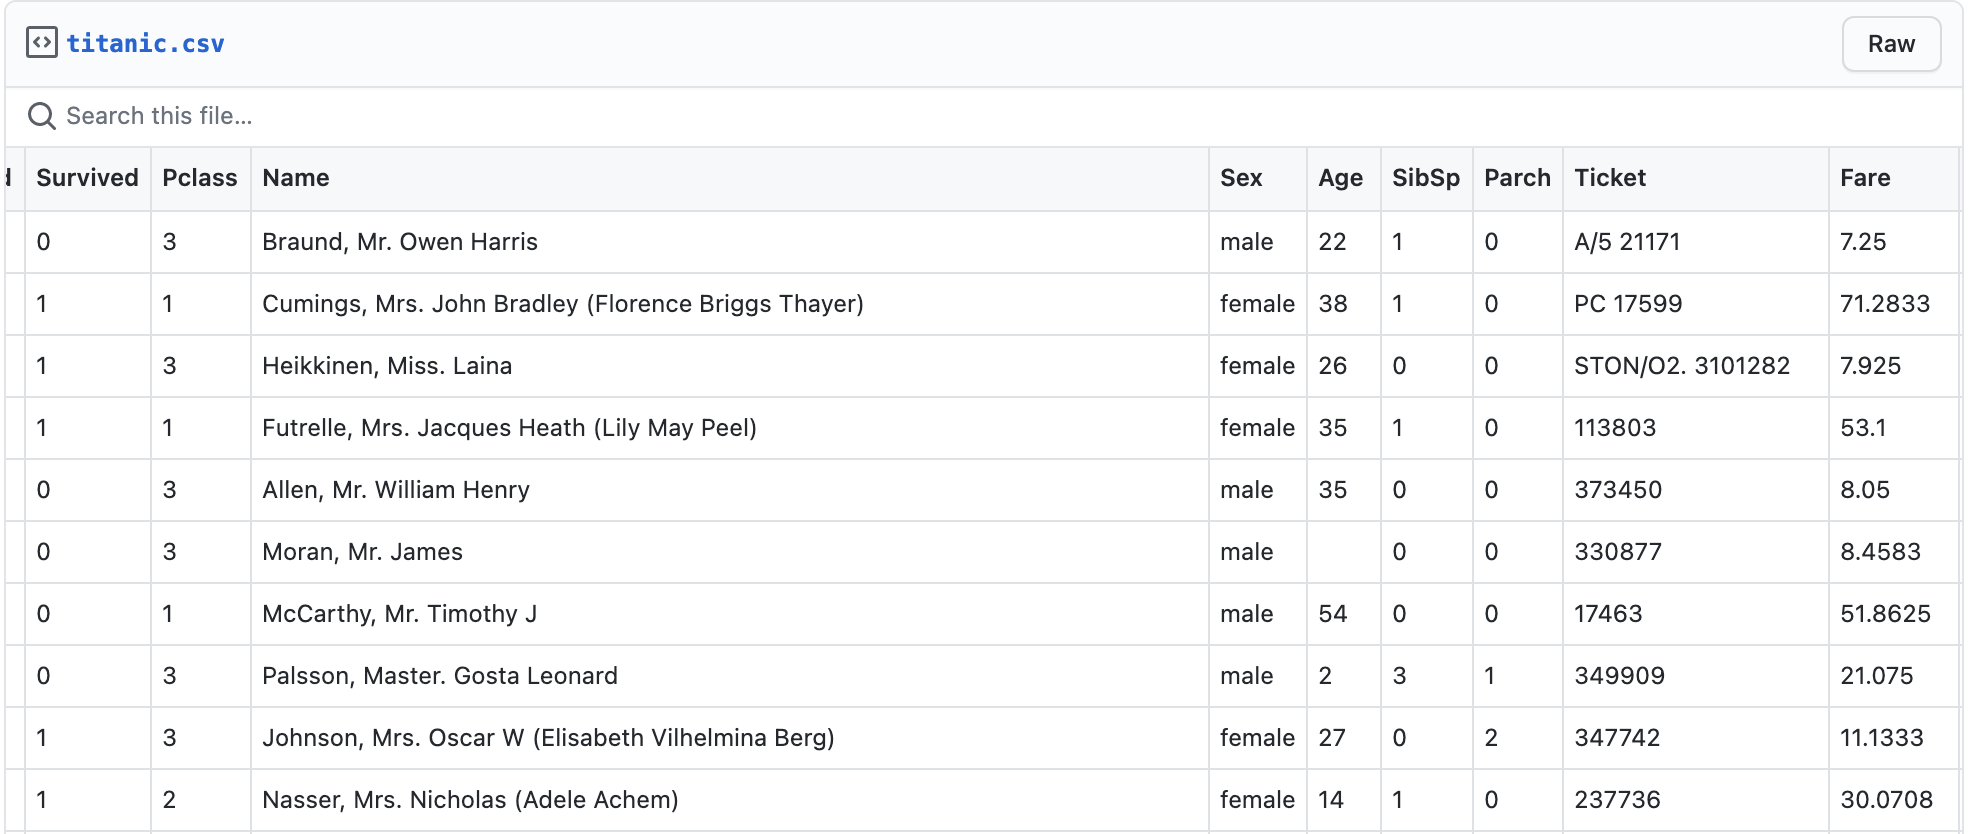 titanic.csv Raw
Search this file...
Survived Pclass Name Sex Age SibSp Parch Ticket Fare
0 3 Braund, Mr. Owen Harris male 22 1 0 A/5 21171 7.25
1 1 Cumings, Mrs. John Bradley (Florence Briggs Thayer) female 38 1 0 PC 17599 71.2833
1 3 Heikkinen, Miss. Laina female 26 0 0 STON/O2. 3101282 7.925
1 1 Futrelle, Mrs. Jacques Heath (Lily May Peel) female 35 1 0 113803 53.1
0 3 Allen, Mr. William Henry male 35 0 0 373450 8.05
0 3 Moran, Mr. James male 0 0 330877 8.4583
0 1 McCarthy, Mr. Timothy J male 54 0 0 17463 51.8625
0 3 Palsson, Master. Gosta Leonard male 2 3 1 349909 21.075
1 3 Johnson, Mrs. Oscar W (Elisabeth Vilhelmina Berg) female 27 0 2 347742 11.1333
1 2 Nasser, Mrs. Nicholas (Adele Achem) female 14 1 0 237736 30.0708